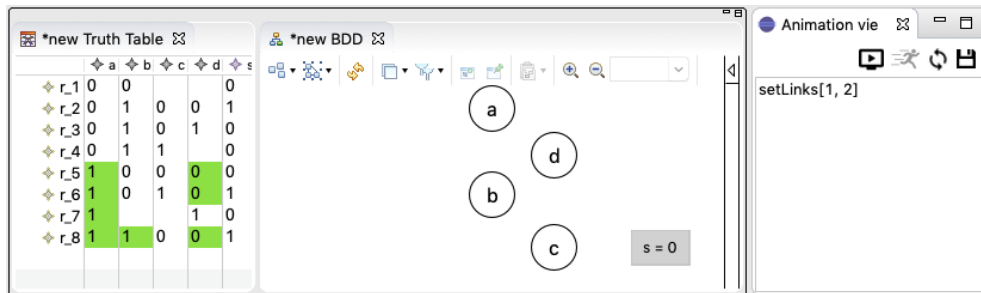 *new Truth Table
a b c d s
r_1 0 0 0
r_2 0 1 0 0 1
r_3 0 1 0 1 0
r_4 0 1 1 0
r_5 1 0 0 0 0
r_6 1 0 1 0 1
r_7 1 1 0
r_8 1 1 0 0 1
*new BDD
a
d
b
c
s = 0
Animation vie
setLinks[1, 2]